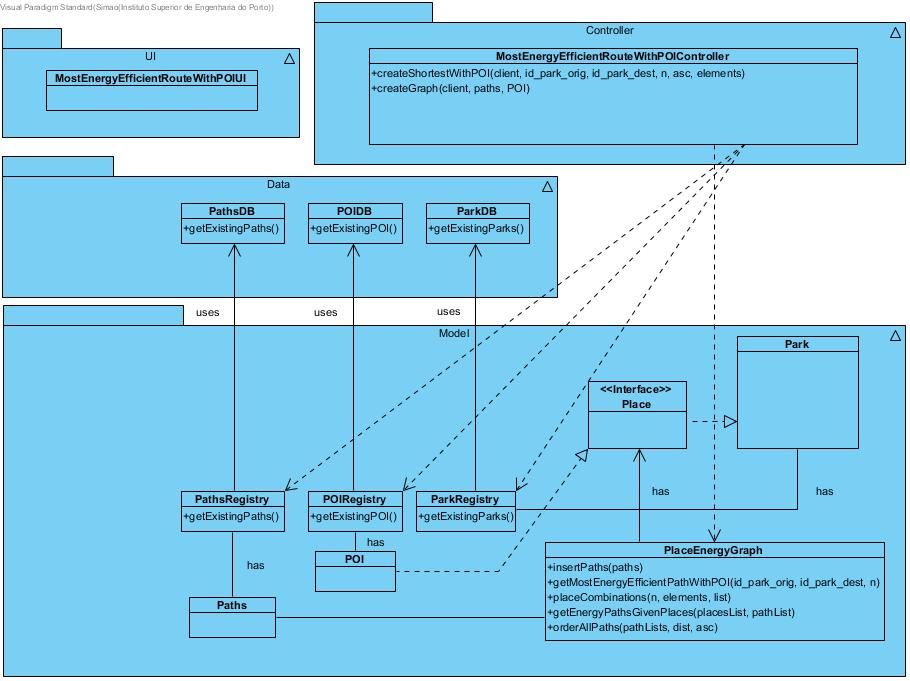 Visual Paradigm Standard(Simao(Instituto Superior de Engenharia do Porto))
UI
MostEnergyEfficientRouteWithPOIUI
Controller
MostEnergyEfficientRouteWithPOIController
+createShortestWithPOI(client, id_park_orig, id_park_dest, n, asc, elements)
+createGraph(client, paths, POI)
Data
PathsDB
+getExistingPaths()
POIDB
+getExistingPOI()
ParkDB
+getExistingParks()
uses
uses
uses
Model
Park
<<Interface>>
Place
PathsRegistry
+getExistingPaths()
POIRegistry
+getExistingPOI()
ParkRegistry
+getExistingParks()
has
has
has
has
POI
Paths
PlaceEnergyGraph
+insertPaths(paths)
+getMostEnergyEfficientPathWithPOI(id_park_orig, id_park_dest, n)
+placeCombinations(n, elements, list)
+getEnergyPathsGivenPlaces(placesList, pathList)
+orderAllPaths(pathLists, dist, asc)